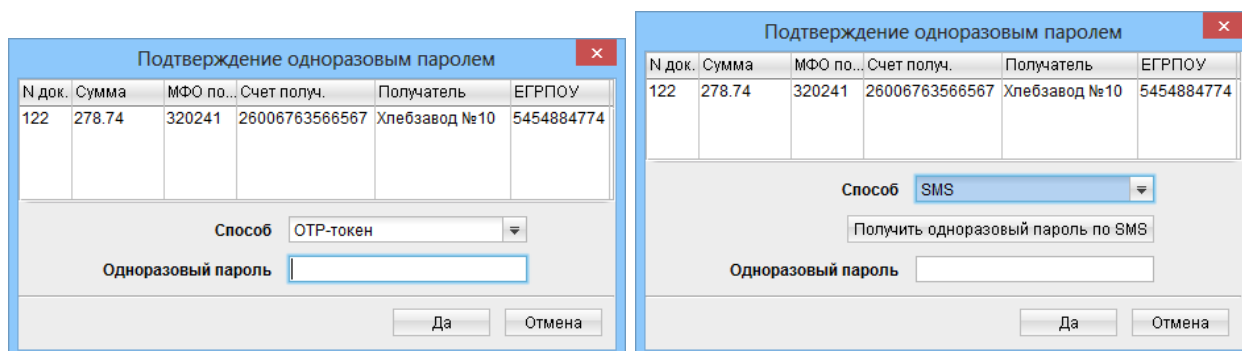 Подтверждение одноразовым паролем
N док. Сумма МФО по... Счет получ. Получатель ЕГРПОУ
122 278.74 320241 26006763566567 Хлебзавод №10 5454884774
Способ OTP-токен
Одноразовый пароль
Да Отмена
Подтверждение одноразовым паролем
N док. Сумма МФО по... Счет получ. Получатель ЕГРПОУ
122 278.74 320241 26006763566567 Хлебзавод №10 5454884774
Способ SMS
Получить одноразовый пароль по SMS
Одноразовый пароль
Да Отмена